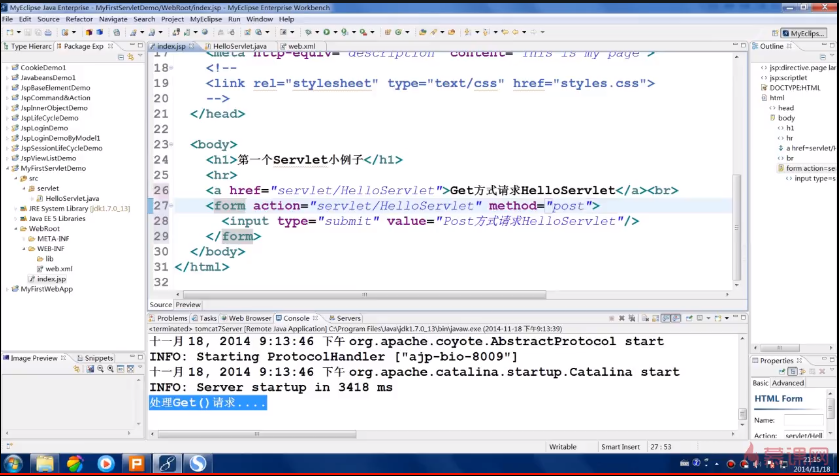 MyEclipse Java Enterprise - MyFirstServletDemo/WebRoot/index.jsp - MyEclipse Enterprise Workbench
File Edit Source Refactor Navigate Search Project MyEclipse Run Window Help
MyEclips...
Type Hierarc Package Exp
index.jsp HelloServlet.java web.xml
Outline
CookieDemo1
JavabeansDemo1
JspBaseElementDemo
JspCommand&Action
JspInnerObjectDemo
JspLifeCycleDemo
JspLoginDemo
JspLoginDemoByModel1
JspSessionLifeCycleDemo
JspViewListDemo
MyFirstServletDemo
src
servlet
HelloServlet.java
JRE System Library [jdk1.7.0_13]
Java EE 5 Libraries
WebRoot
META-INF
WEB-INF
lib
web.xml
index.jsp
MyFirstWebApp
17 <meta http-equiv="description" content="This is my page">
18 <!--
19 <link rel="stylesheet" type="text/css" href="styles.css">
20 -->
21 </head>
22
23 <body>
24 <h1>第一个Servlet小例子</h1>
25 <hr>
26 <a href="servlet/HelloServlet">Get方式请求HelloServlet</a><br>
27 <form action="servlet/HelloServlet" method="post">
28 <input type="submit" value="Post方式请求HelloServlet"/>
29 </form>
30 </body>
31 </html>
32
Source Preview
jsp:directive.page lang
jsp:scriptlet
DOCTYPE:HTML
html
head
body
h1
hr
a href=servlet/HelloS
br
form action=se
input type=s
Problems Tasks Web Browser Console Servers
<terminated> tomcat7Server [Remote Java Application] C:\Program Files\Java\jdk1.7.0_13\bin\javaw.exe (2014-11-18 下午9:13:39)
十一月 18, 2014 9:13:46 下午 org.apache.coyote.AbstractProtocol start
INFO: Starting ProtocolHandler ["ajp-bio-8009"]
十一月 18, 2014 9:13:46 下午 org.apache.catalina.startup.Catalina start
INFO: Server startup in 3418 ms
处理Get()请求....
Image Preview Snippets
Properties
Basic Advanced
HTML Form
Name:
Action: servlet/Hello
Writable Smart Insert 27 : 53
慕课网
21:15
2014/11/18